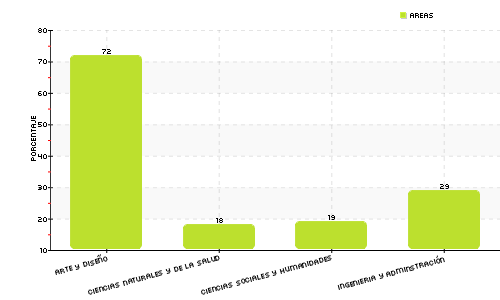 AREAS
80
70
60
50
40
30
20
10
PORCENTAJE
72
18
19
29
ARTE Y DISEÑO
CIENCIAS NATURALES Y DE LA SALUD
CIENCIAS SOCIALES Y HUMANIDADES
INGENIERIA Y ADMINSTRACIÓN